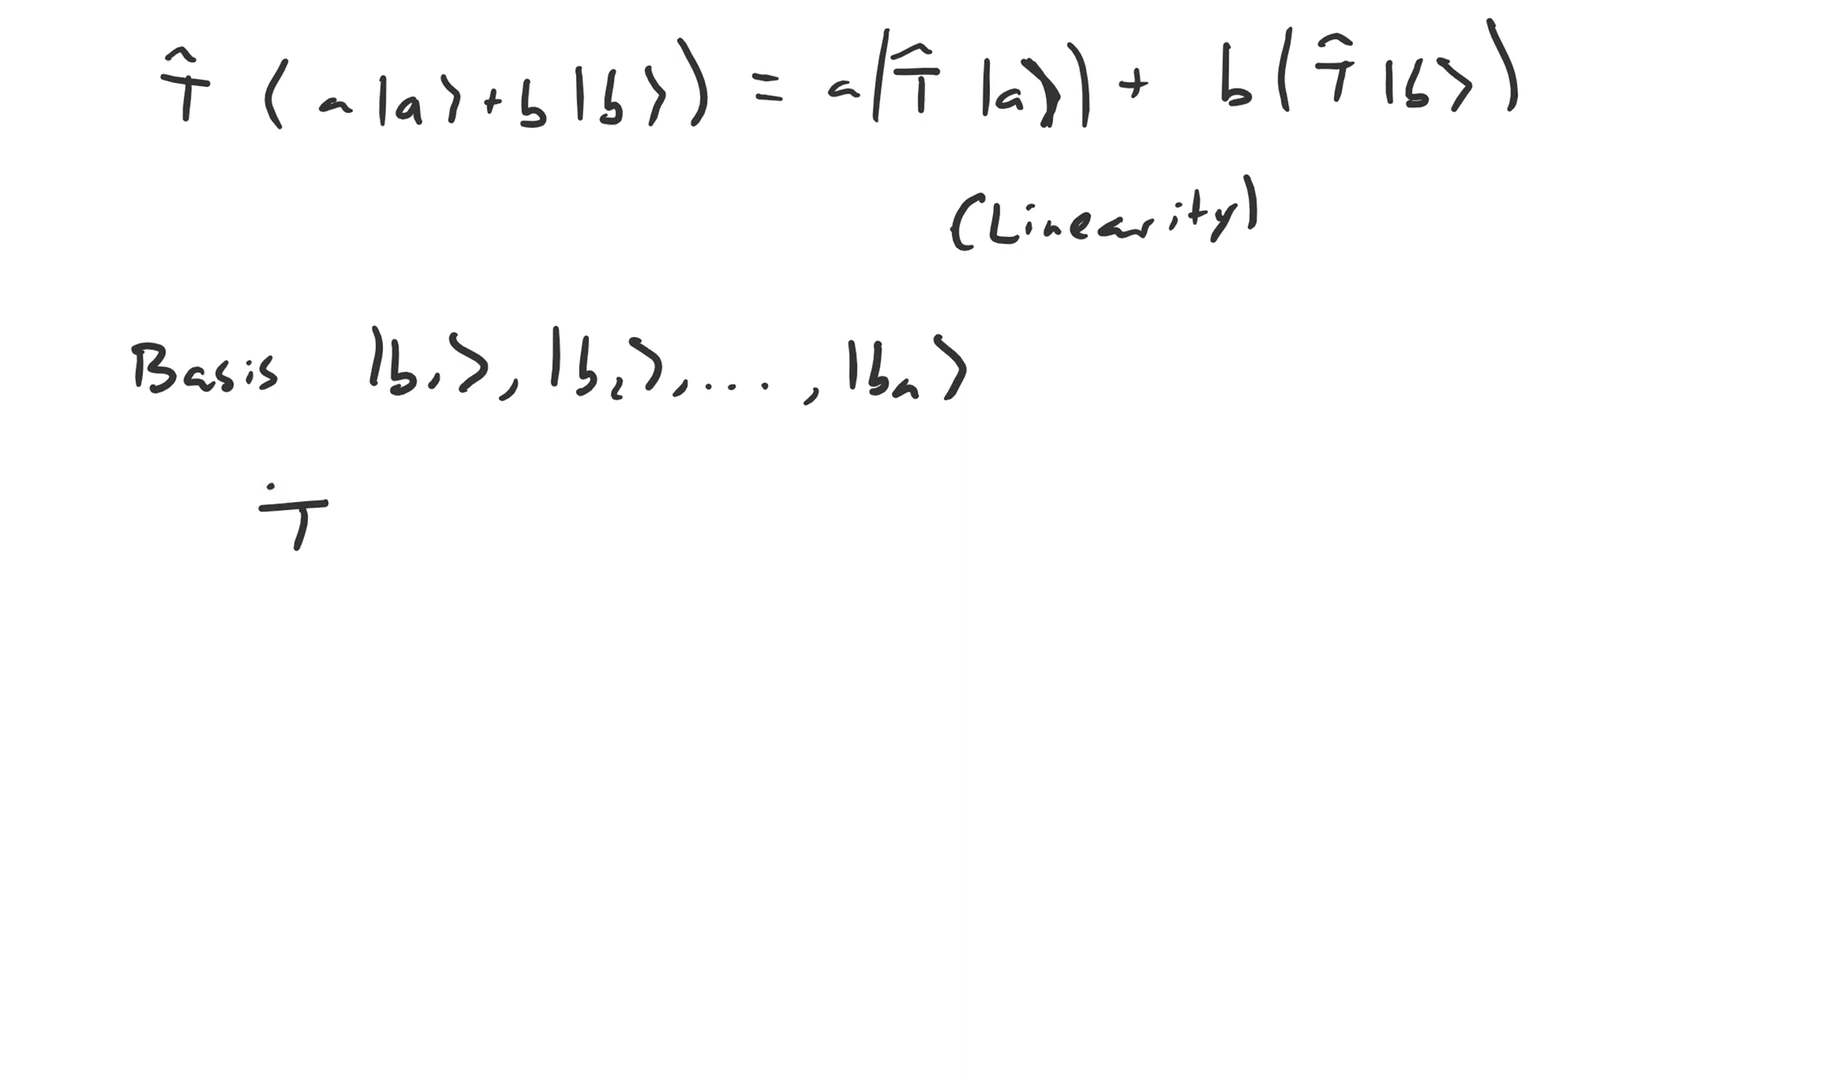 T̂ (a|a⟩+b|b⟩) = a(T̂ |a⟩) + b(T̂ |b⟩)
(Linearity)
Basis |b₁⟩, |b₂⟩, ... , |bₙ⟩
T